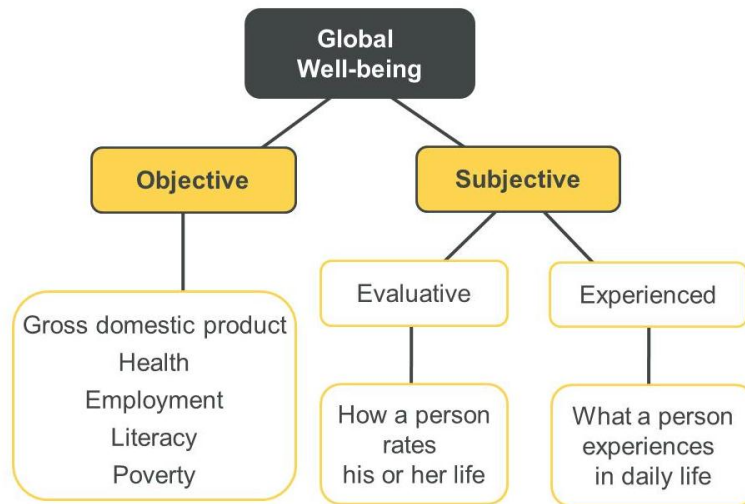 Global
Well-being
Objective
Subjective
Evaluative
Experienced
Gross domestic product
Health
Employment
Literacy
Poverty
How a person
rates
his or her life
What a person
experiences
in daily life